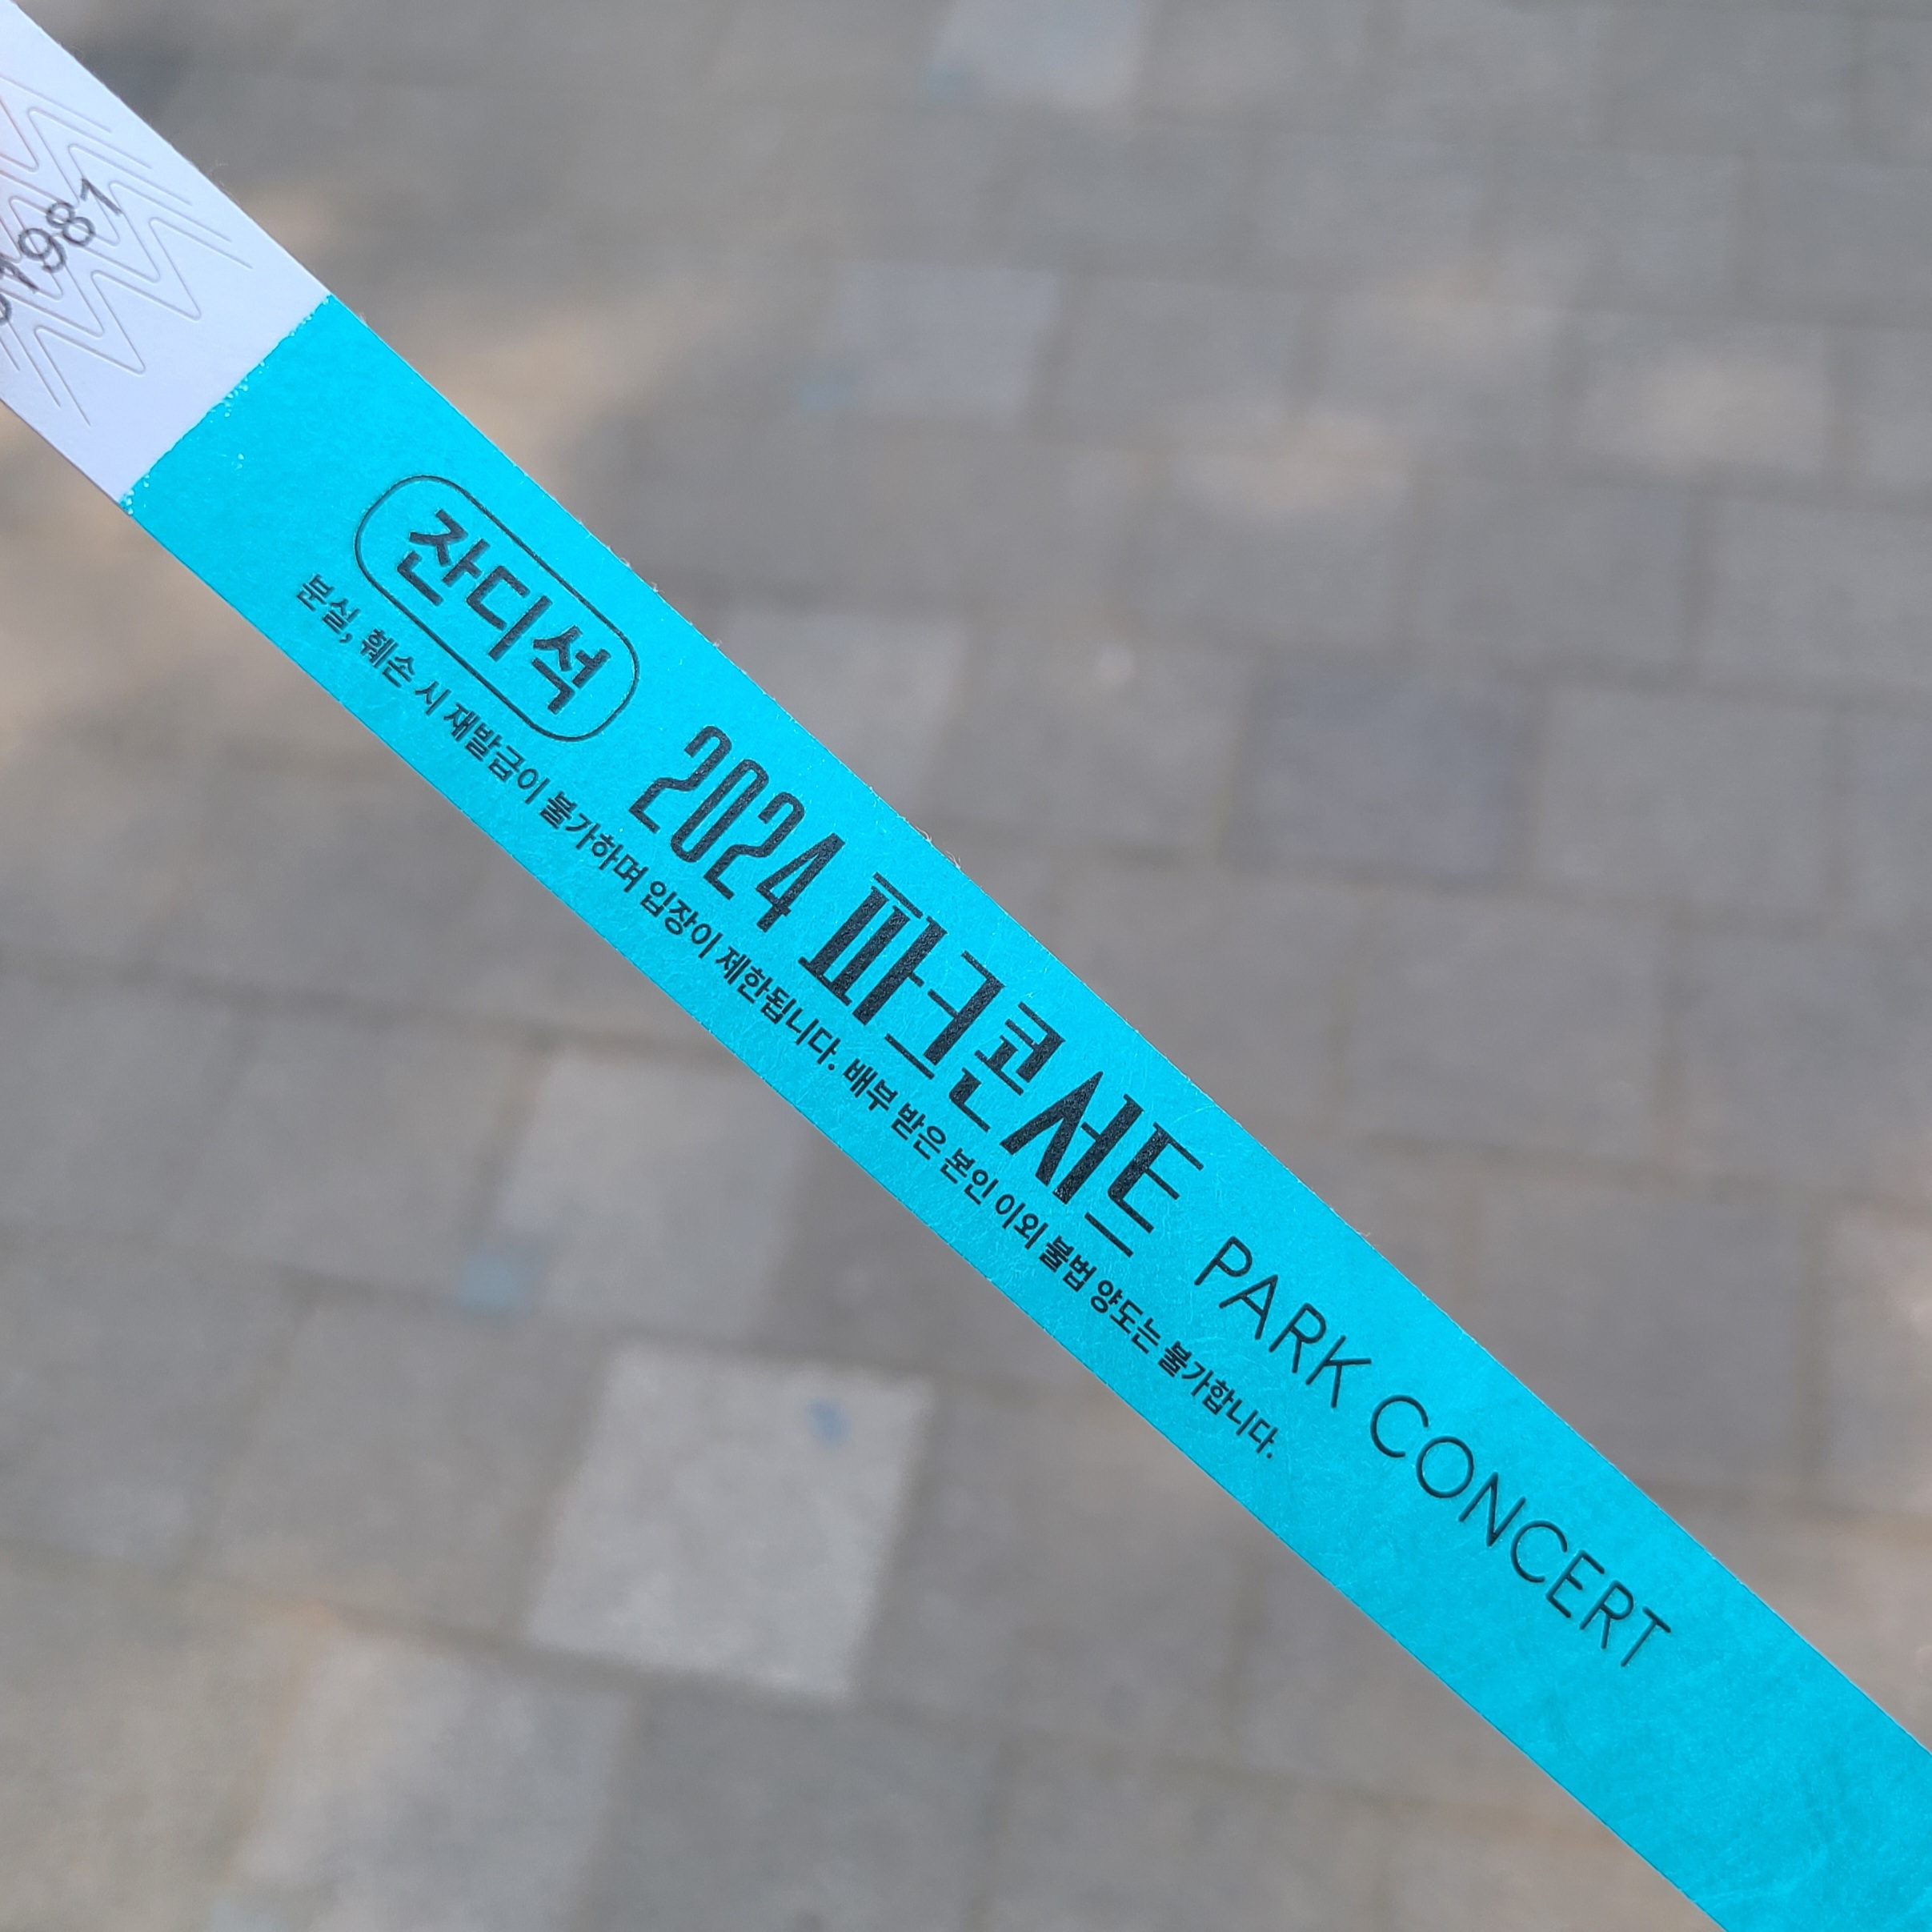 1981
잔디석
2024 파크콘서트 PARK CONCERT
분실, 훼손 시 재발급이 불가하며 입장이 제한됩니다. 배부 받은 본인 이외 불법 양도는 불가합니다.